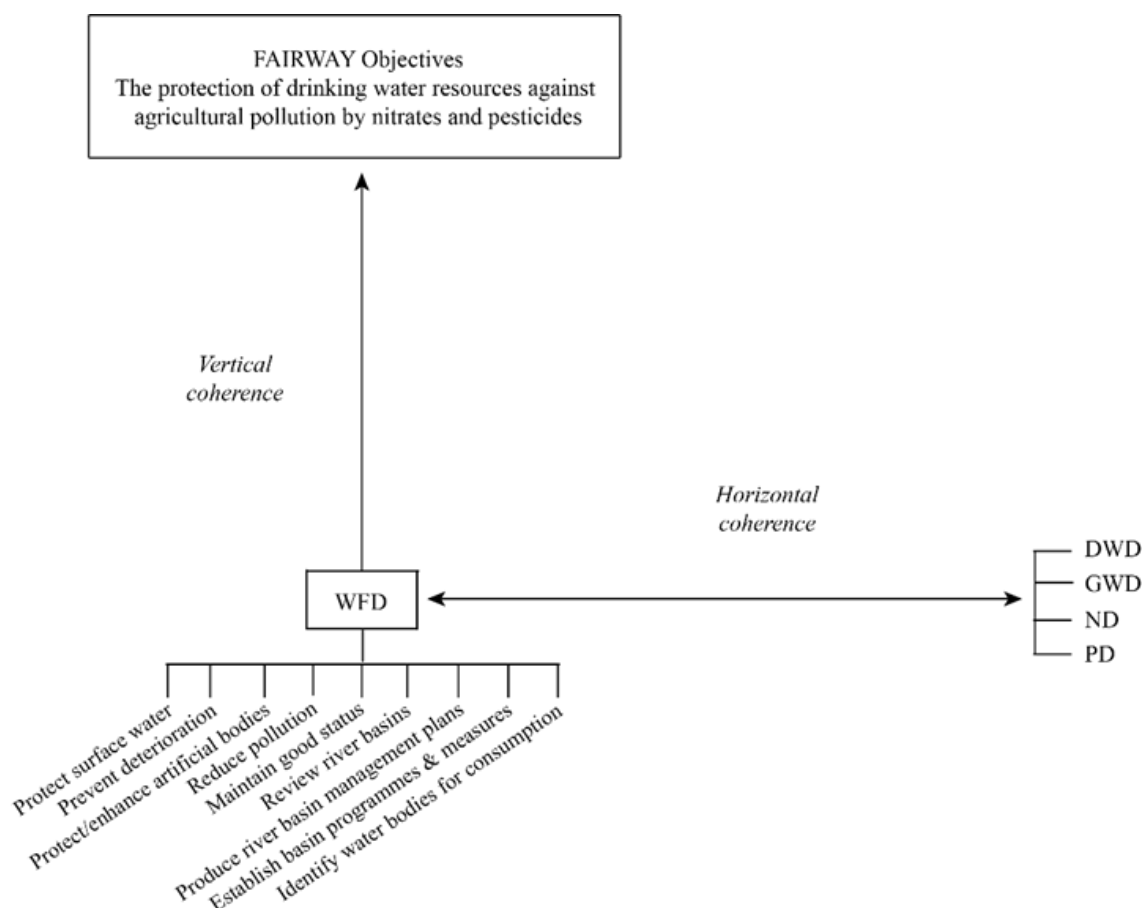 FAIRWAY Objectives
The protection of drinking water resources against
agricultural pollution by nitrates and pesticides
Vertical
coherence
Horizontal
coherence
WFD
DWD
GWD
ND
PD
Protect surface water
Prevent deterioration
Protect/enhance artificial bodies
Reduce pollution
Maintain good status
Review river basins
Produce river basin management plans
Establish basin programmes & measures
Identify water bodies for consumption